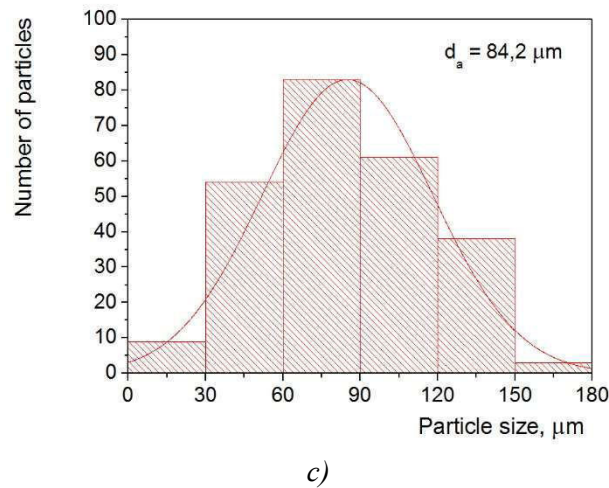 Number of particles
100
90
80
70
60
50
40
30
20
10
0
d_a = 84,2 μm
0 30 60 90 120 150 180
Particle size, μm
c)